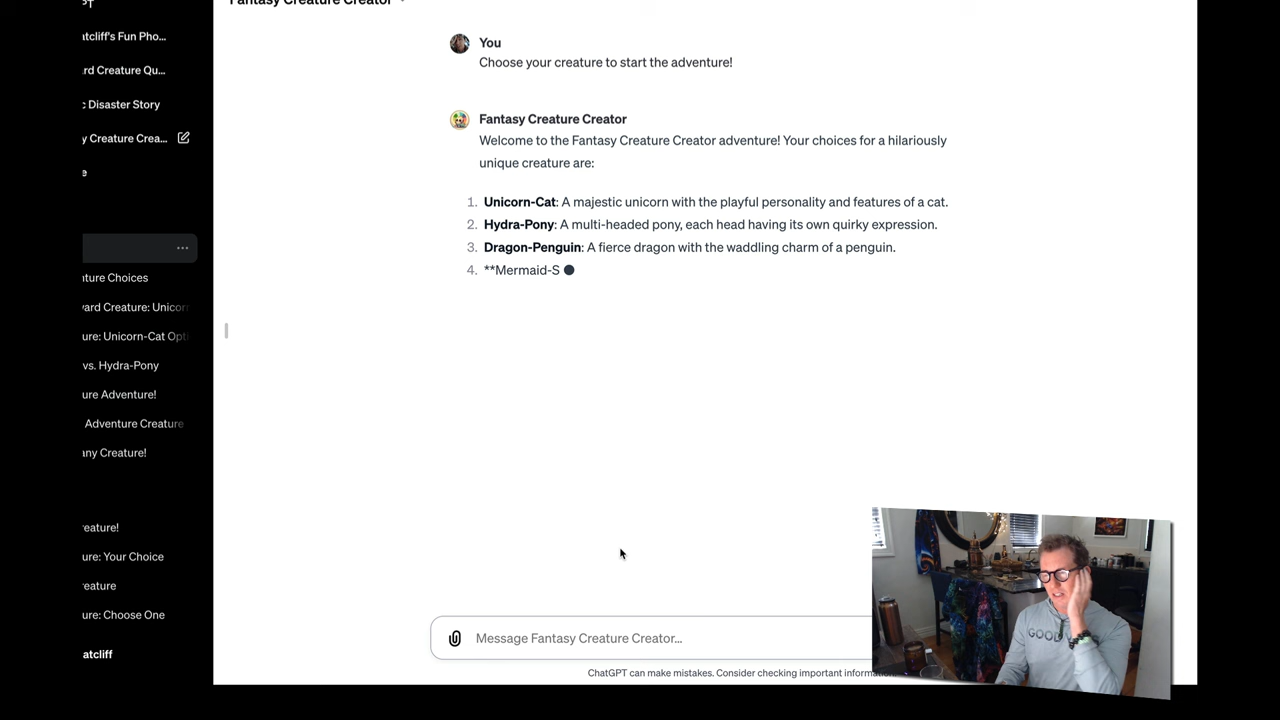 Fantasy Creature Creator
atcliff's Fun Pho...
ard Creature Qu...
c Disaster Story
y Creature Crea...
e
ature Choices
ard Creature: Unicor
ure: Unicorn-Cat Opti
vs. Hydra-Pony
ure Adventure!
Adventure Creature
any Creature!
eature!
ure: Your Choice
eature
ure: Choose One
atcliff
You
Choose your creature to start the adventure!
Fantasy Creature Creator
Welcome to the Fantasy Creature Creator adventure! Your choices for a hilariously
unique creature are:
1. Unicorn-Cat: A majestic unicorn with the playful personality and features of a cat.
2. Hydra-Pony: A multi-headed pony, each head having its own quirky expression.
3. Dragon-Penguin: A fierce dragon with the waddling charm of a penguin.
4. **Mermaid-S
Message Fantasy Creature Creator...
ChatGPT can make mistakes. Consider checking important informa
GOOD